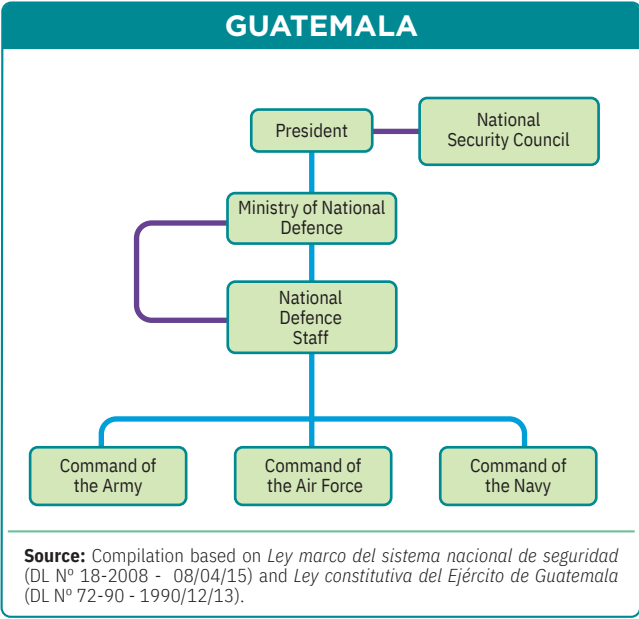 GUATEMALA
President
National
Security Council
Ministry of National
Defence
National
Defence
Staff
Command of
the Army
Command of
the Air Force
Command of
the Navy
Source: Compilation based on Ley marco del sistema nacional de seguridad
(DL Nº 18-2008 - 08/04/15) and Ley constitutiva del Ejército de Guatemala
(DL Nº 72-90 - 1990/12/13).